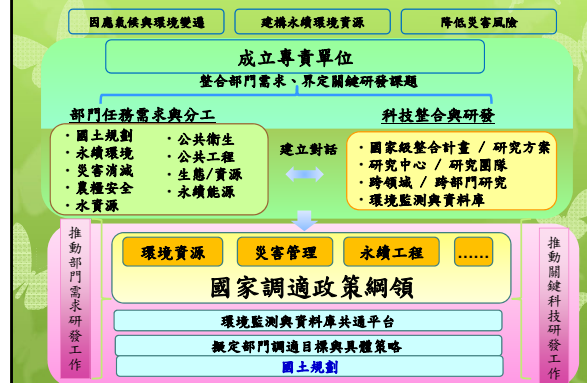 因應氣候與環境變遷
建構永續環境資源
降低災害風險
成立專責單位
整合部門需求、界定關鍵研發課題
部門任務需求與分工
・國土規劃
・永續環境
・災害消減
・農糧安全
・水資源
・公共衛生
・公共工程
・生態/資源
・永續能源
建立對話
科技整合與研發
・國家級整合計畫 / 研究方案
・研究中心 / 研究團隊
・跨領域 / 跨部門研究
・環境監測與資料庫
推動部門需求研發工作
環境資源
災害管理
永續工程
......
國家調適政策綱領
環境監測與資料庫共通平台
擬定部門調適目標與具體策略
國土規劃
推動關鍵科技研發工作